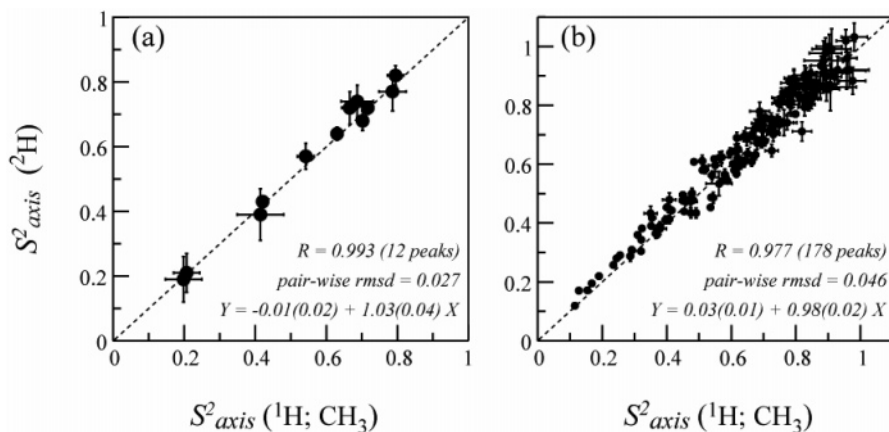 (a)
1
0.8
0.6
0.4
0.2
0
S²axis (²H)
0
0.2
0.4
0.6
0.8
1
R = 0.993 (12 peaks)
pair-wise rmsd = 0.027
Y = -0.01(0.02) + 1.03(0.04) X
S²axis (¹H; CH₃)
(b)
1
0.8
0.6
0.4
0.2
0
0.2
0.4
0.6
0.8
1
R = 0.977 (178 peaks)
pair-wise rmsd = 0.046
Y = 0.03(0.01) + 0.98(0.02) X
S²axis (¹H; CH₃)